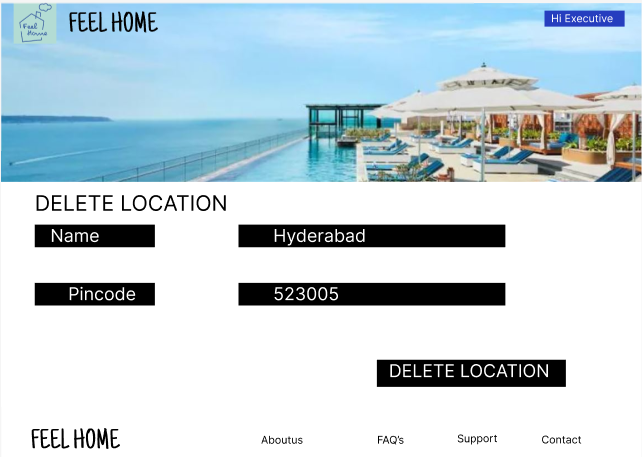 Feel
Home
FEEL HOME
Hi Executive
DELETE LOCATION
Name
Hyderabad
Pincode
523005
DELETE LOCATION
FEEL HOME
Aboutus
FAQ's
Support
Contact